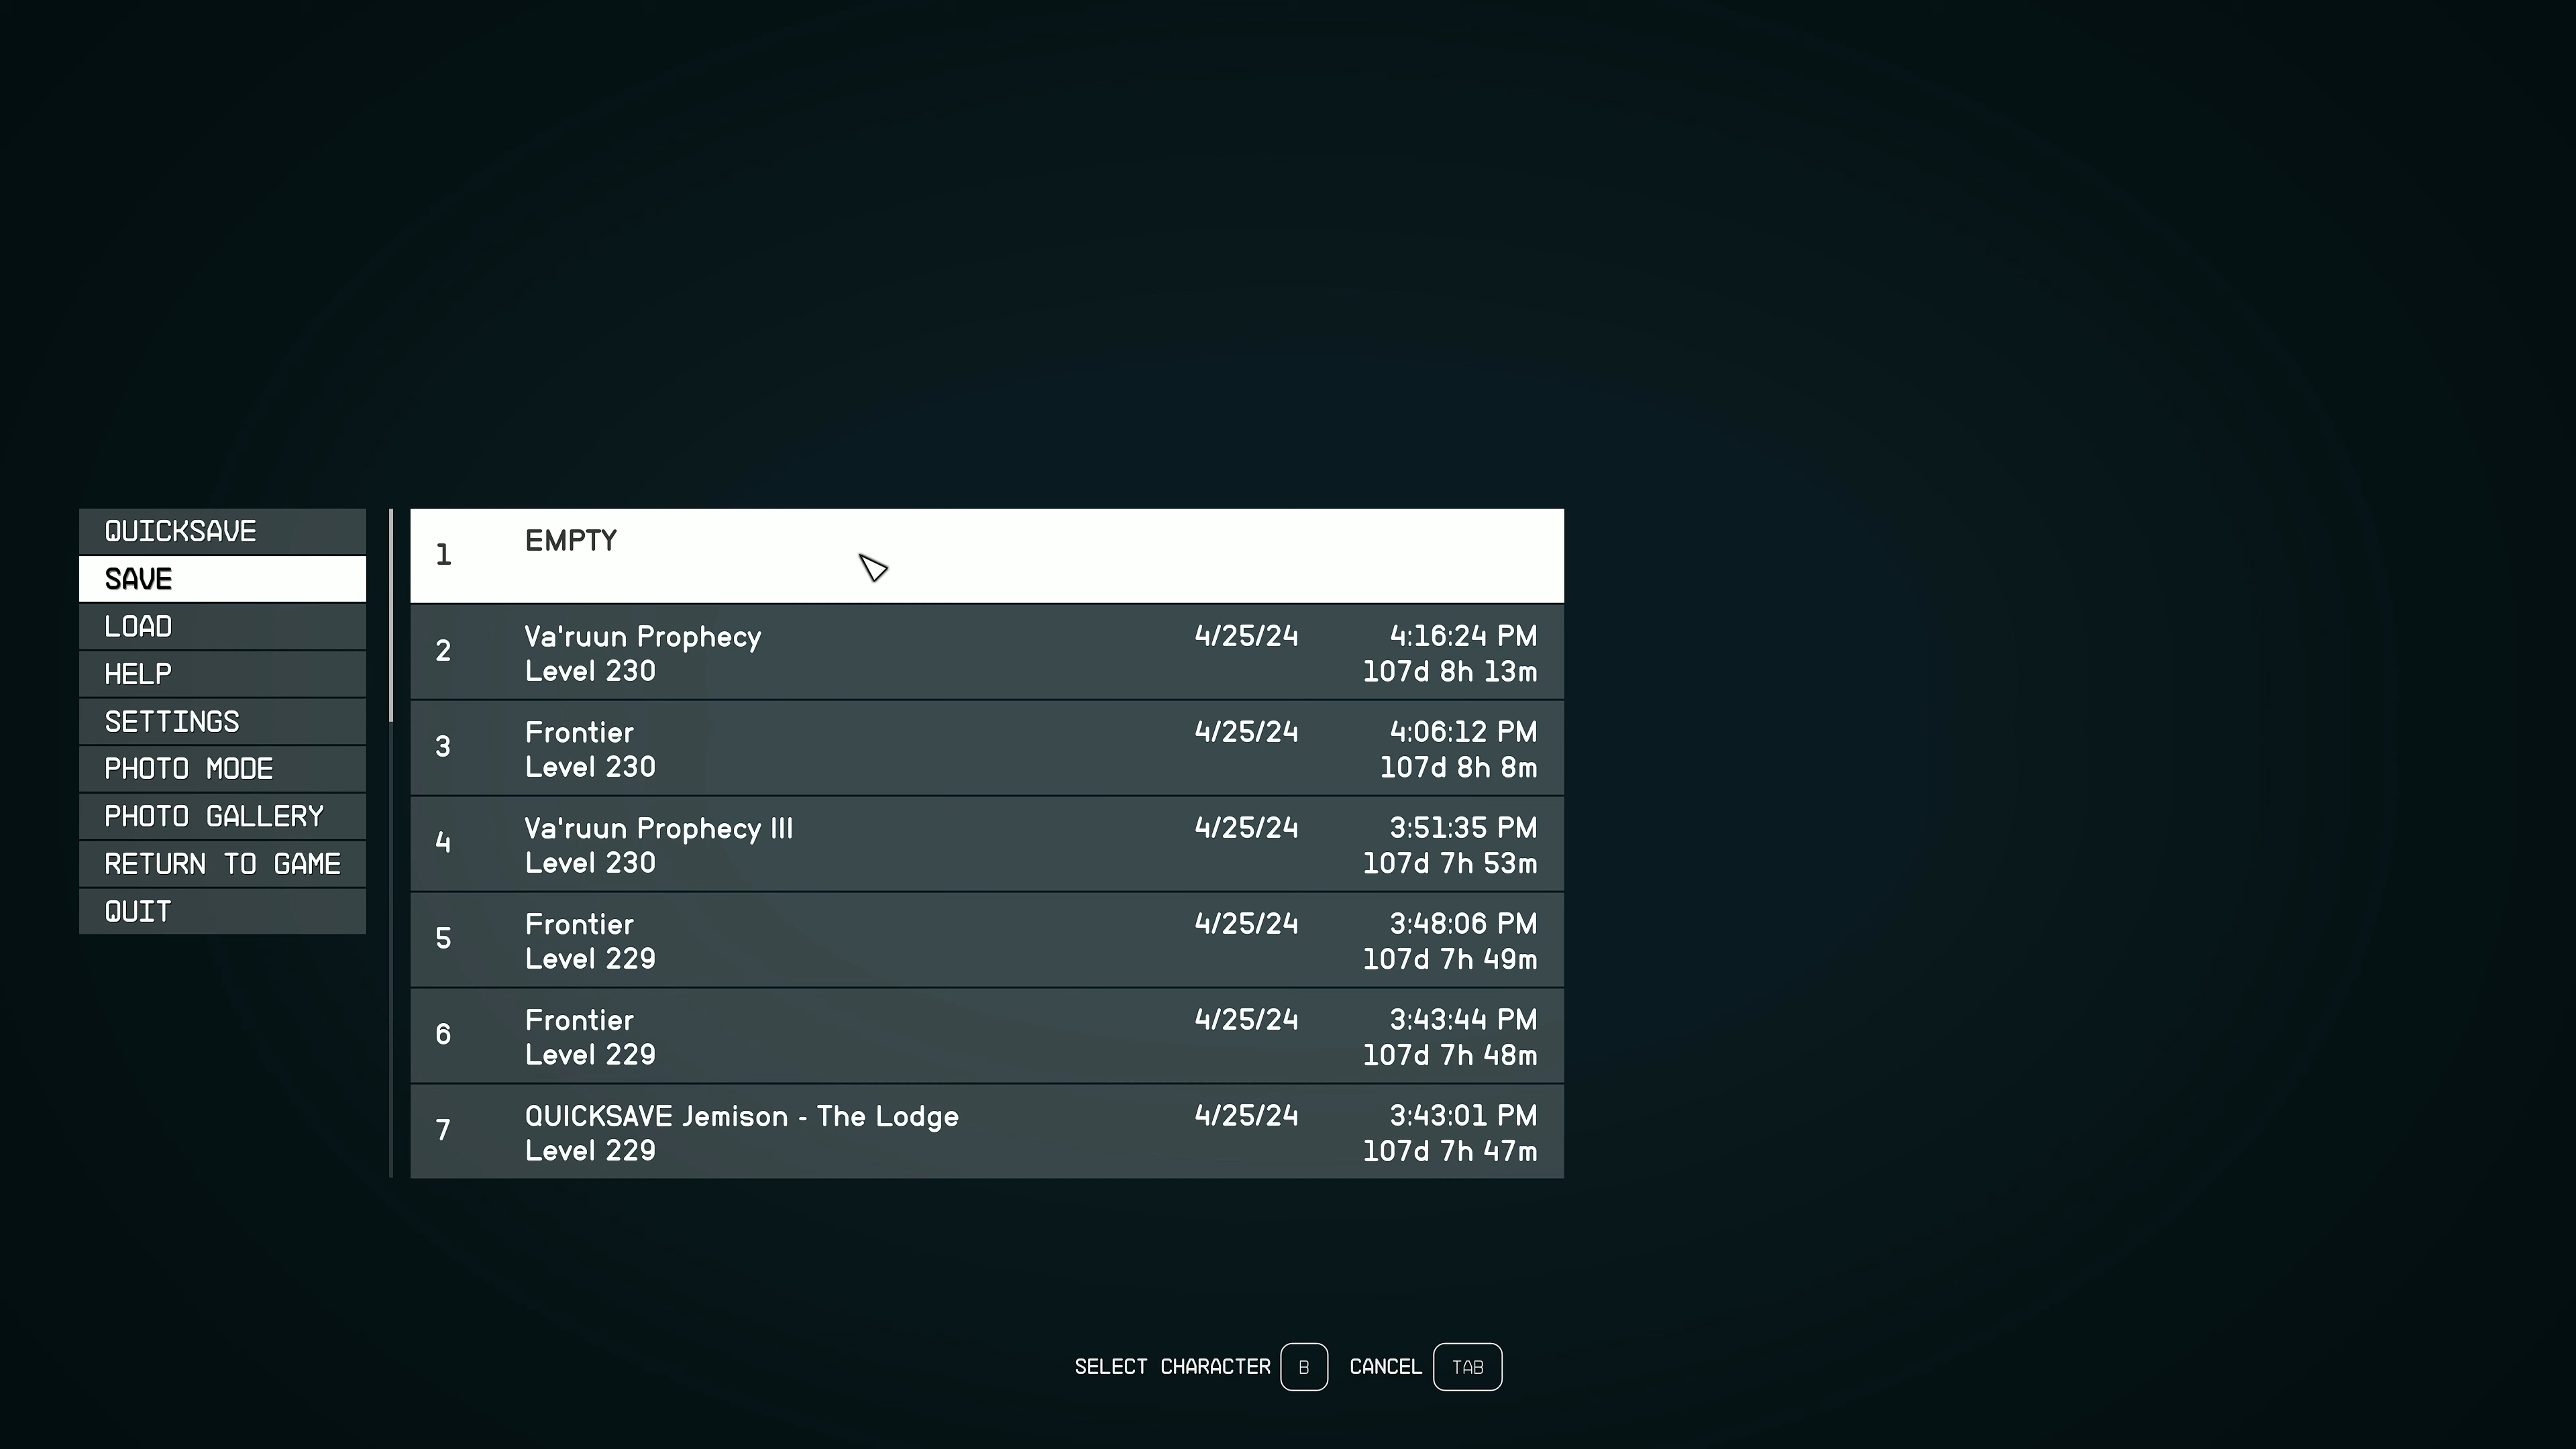 QUICKSAVE
SAVE
LOAD
HELP
SETTINGS
PHOTO MODE
PHOTO GALLERY
RETURN TO GAME
QUIT
1 EMPTY
2 Va'ruun Prophecy 4/25/24 4:16:24 PM
Level 230 107d 8h 13m
3 Frontier 4/25/24 4:06:12 PM
Level 230 107d 8h 8m
4 Va'ruun Prophecy III 4/25/24 3:51:35 PM
Level 230 107d 7h 53m
5 Frontier 4/25/24 3:48:06 PM
Level 229 107d 7h 49m
6 Frontier 4/25/24 3:43:44 PM
Level 229 107d 7h 48m
7 QUICKSAVE Jemison - The Lodge 4/25/24 3:43:01 PM
Level 229 107d 7h 47m
SELECT CHARACTER B CANCEL TAB